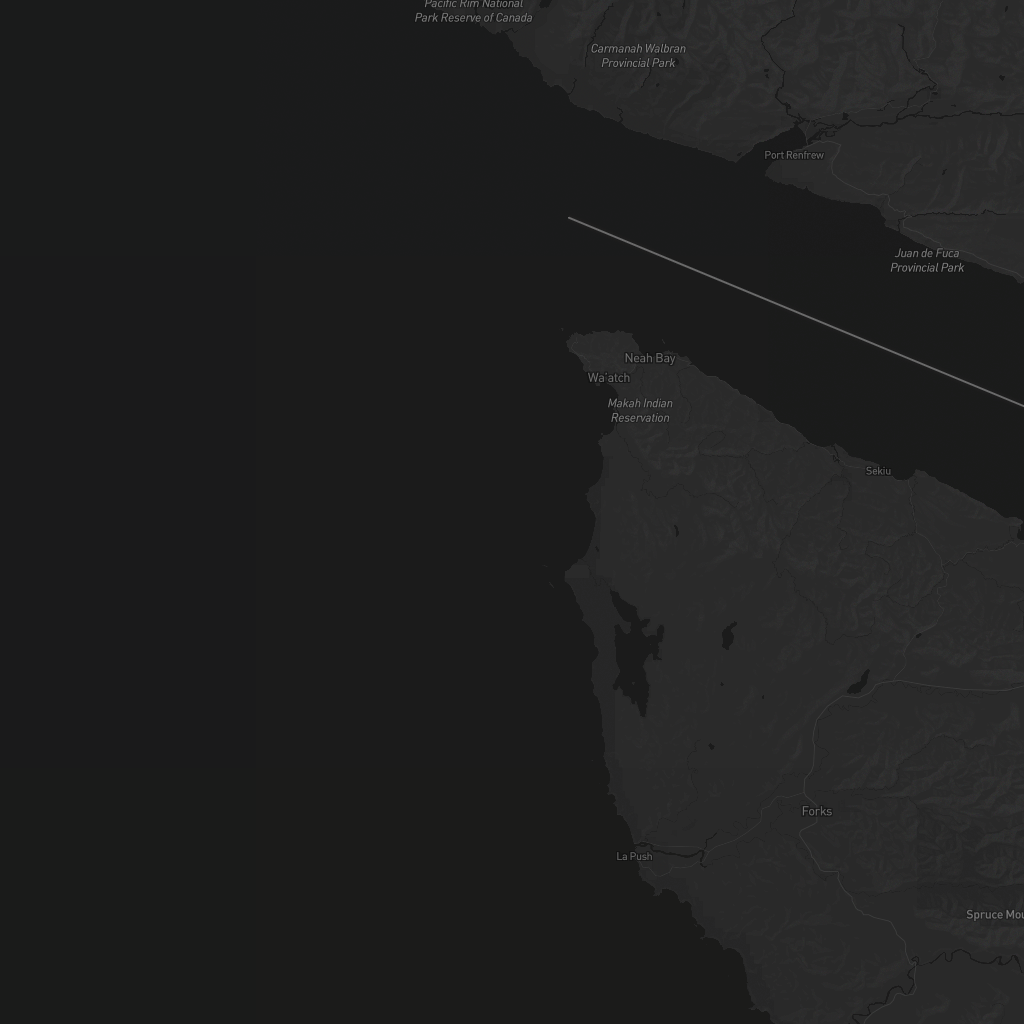 Pacific Rim National
Park Reserve of Canada
Carmanah Walbran
Provincial Park
Port Renfrew
Juan de Fuca
Provincial Park
Neah Bay
Wa'atch
Makah Indian
Reservation
Sekiu
Forks
La Push
Spruce Mou